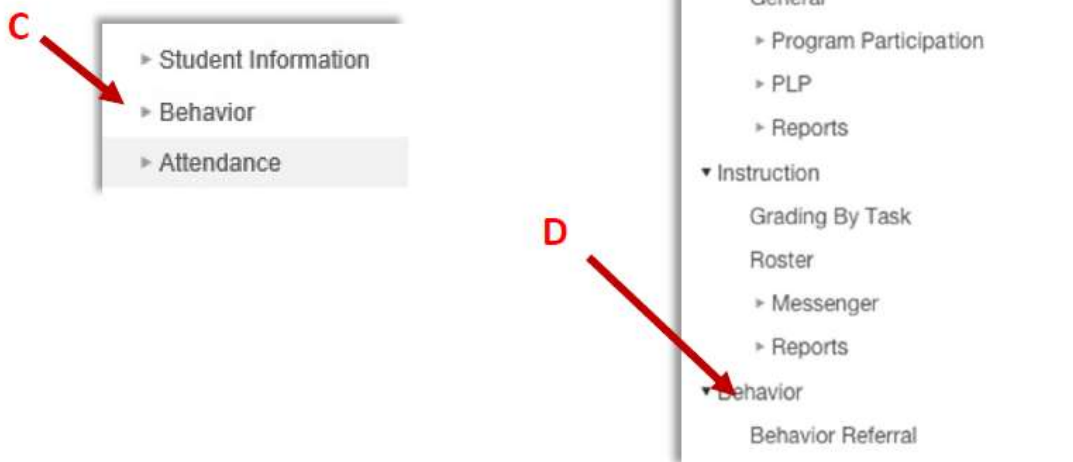 C
Student Information
Behavior
Attendance
General
Program Participation
PLP
Reports
Instruction
Grading By Task
Roster
Messenger
Reports
D
Behavior
Behavior Referral